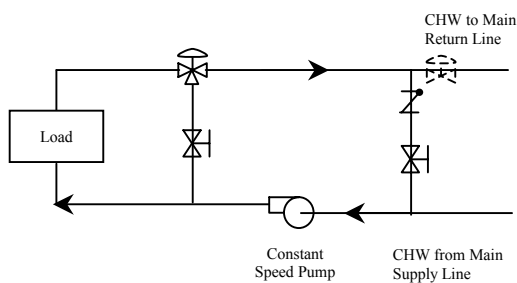 CHW to Main
Return Line
Load
Constant
Speed Pump
CHW from Main
Supply Line